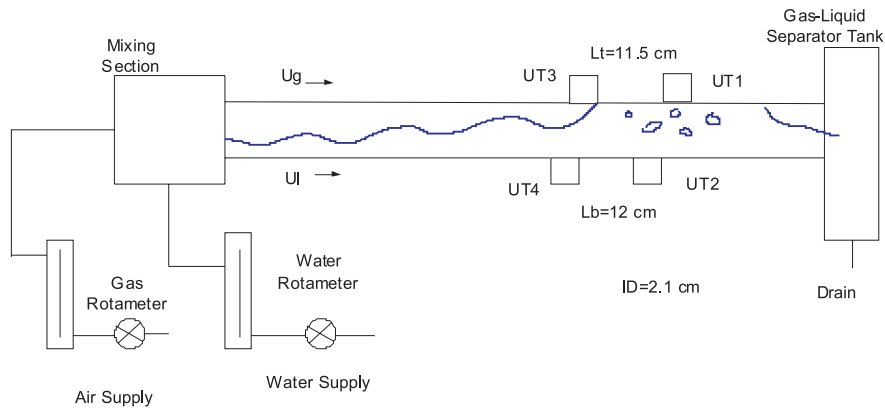 Gas-Liquid
Separator Tank
Mixing
Section
Lt=11.5 cm
Ug
UT3
UT1
Ul
UT4
UT2
Lb=12 cm
Water
Rotameter
Gas
Rotameter
ID=2.1 cm
Drain
Water Supply
Air Supply